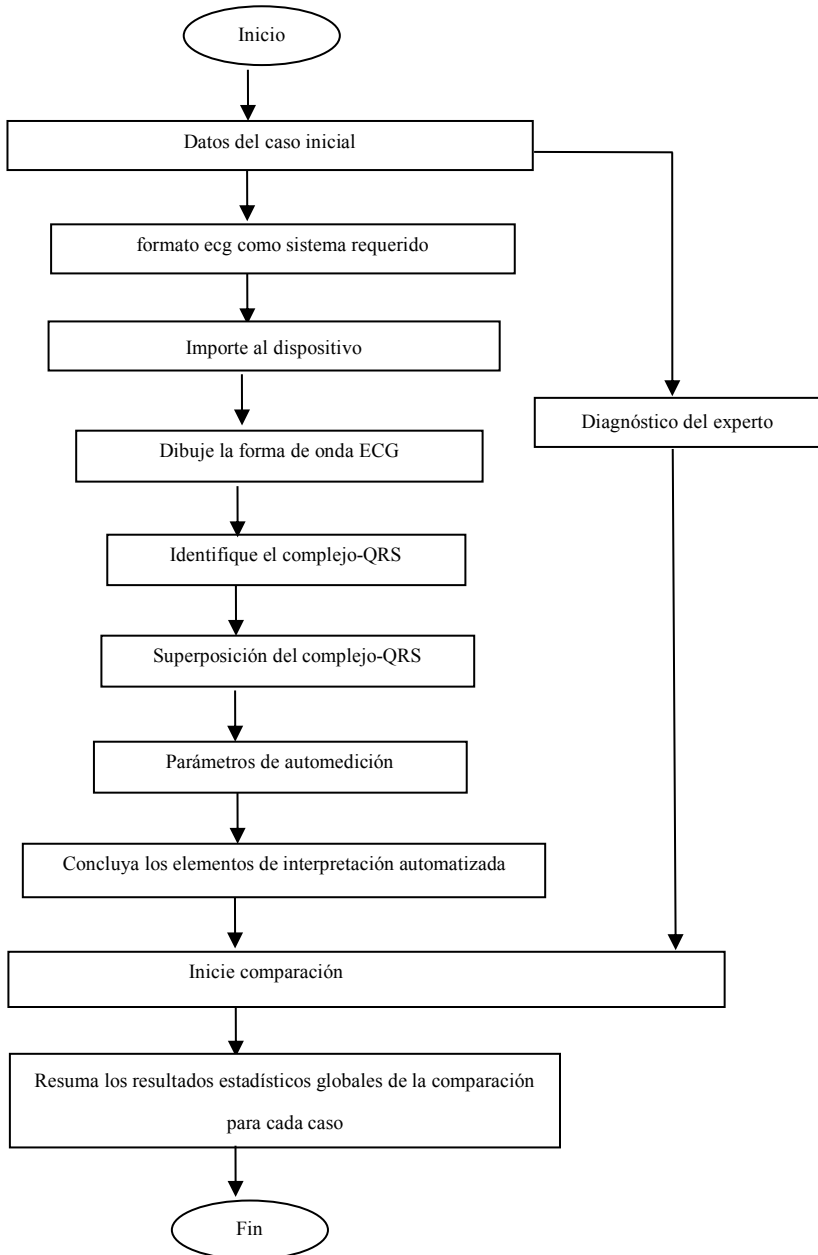 Inicio
Datos del caso inicial
formato ecg como sistema requerido
Importe al dispositivo
Diagnóstico del experto
Dibuje la forma de onda ECG
Identifique el complejo-QRS
Superposición del complejo-QRS
Parámetros de automedición
Concluya los elementos de interpretación automatizada
Inicie comparación
Resuma los resultados estadísticos globales de la comparación
para cada caso
Fin